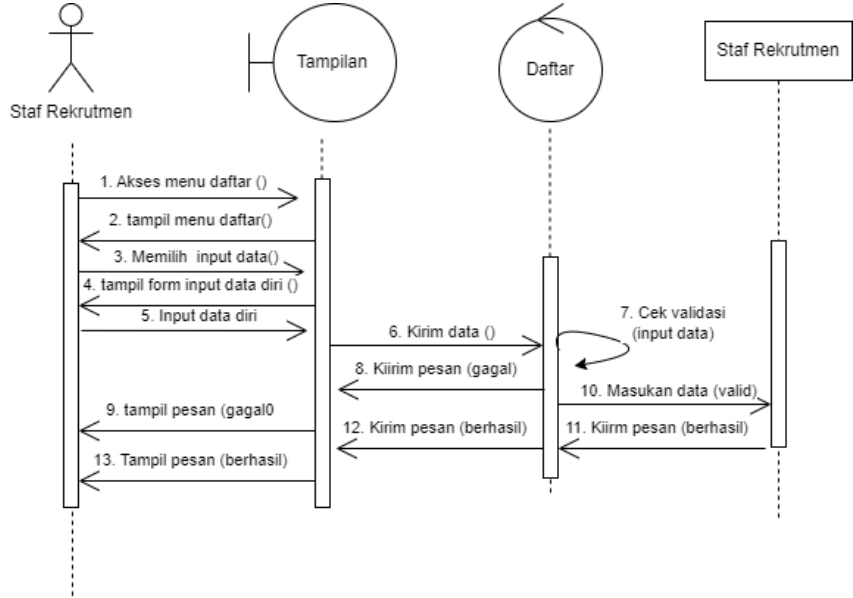 Staf Rekrutmen
Tampilan
Daftar
Staf Rekrutmen
1. Akses menu daftar ()
2. tampil menu daftar()
3. Memilih input data()
4. tampil form input data diri ()
5. Input data diri
6. Kirim data ()
7. Cek validasi
(input data)
8. Kiirim pesan (gagal)
9. tampil pesan (gagal0
10. Masukan data (valid)
11. Kiirm pesan (berhasil)
12. Kirim pesan (berhasil)
13. Tampil pesan (berhasil)